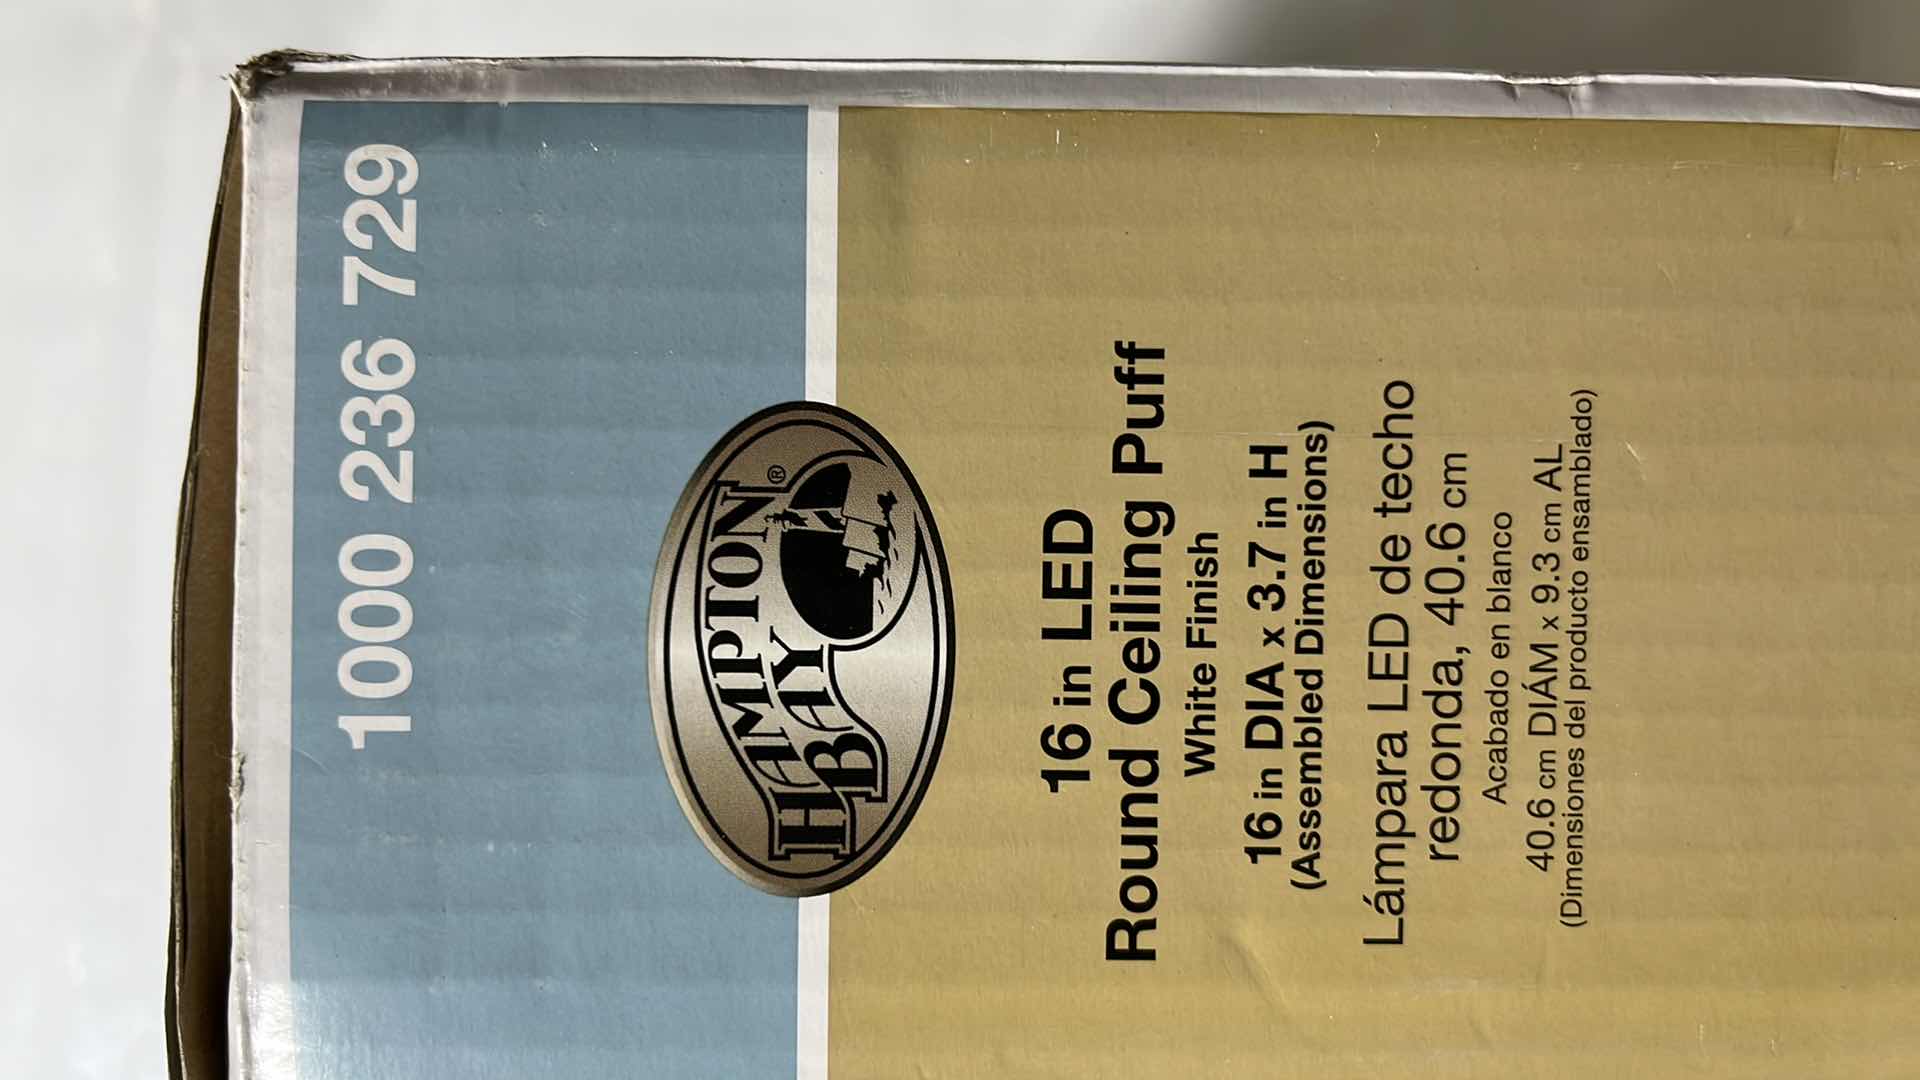 1000 236 729
HAMPTON
BAY®
16 in LED
Round Ceiling Puff
White Finish
16 in DIA x 3.7 in H
(Assembled Dimensions)
Lámpara LED de techo
redonda, 40.6 cm
Acabado en blanco
40.6 cm DIÁM x 9.3 cm AL
(Dimensiones del producto ensamblado)